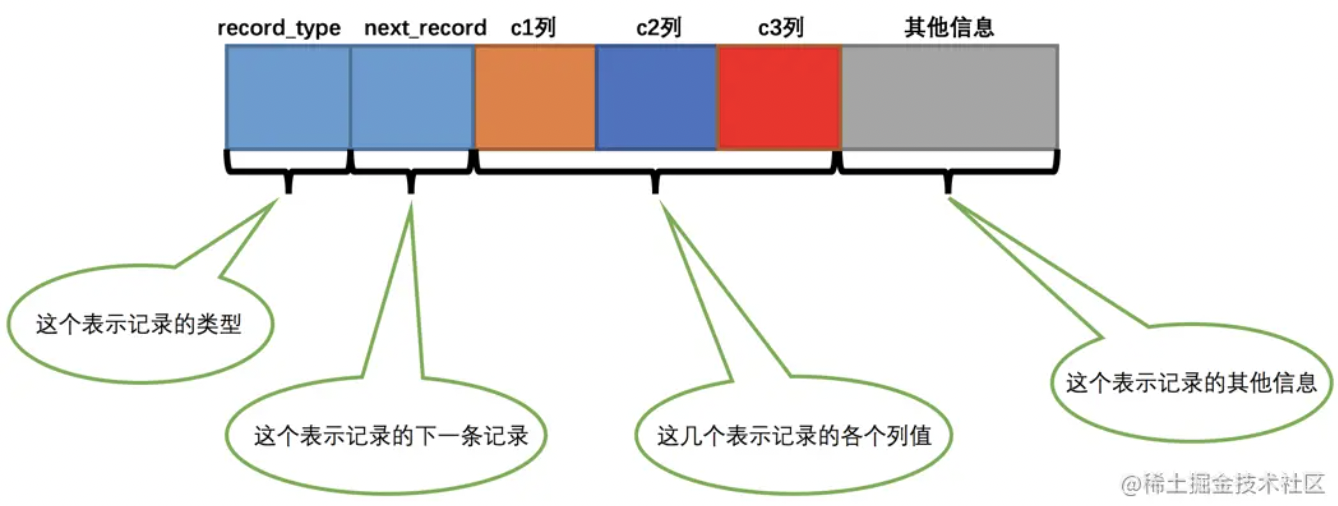 record_type next_record c1列 c2列 c3列 其他信息
这个表示记录的类型
这个表示记录的下一条记录
这几个表示记录的各个列值
这个表示记录的其他信息
@稀土掘金技术社区